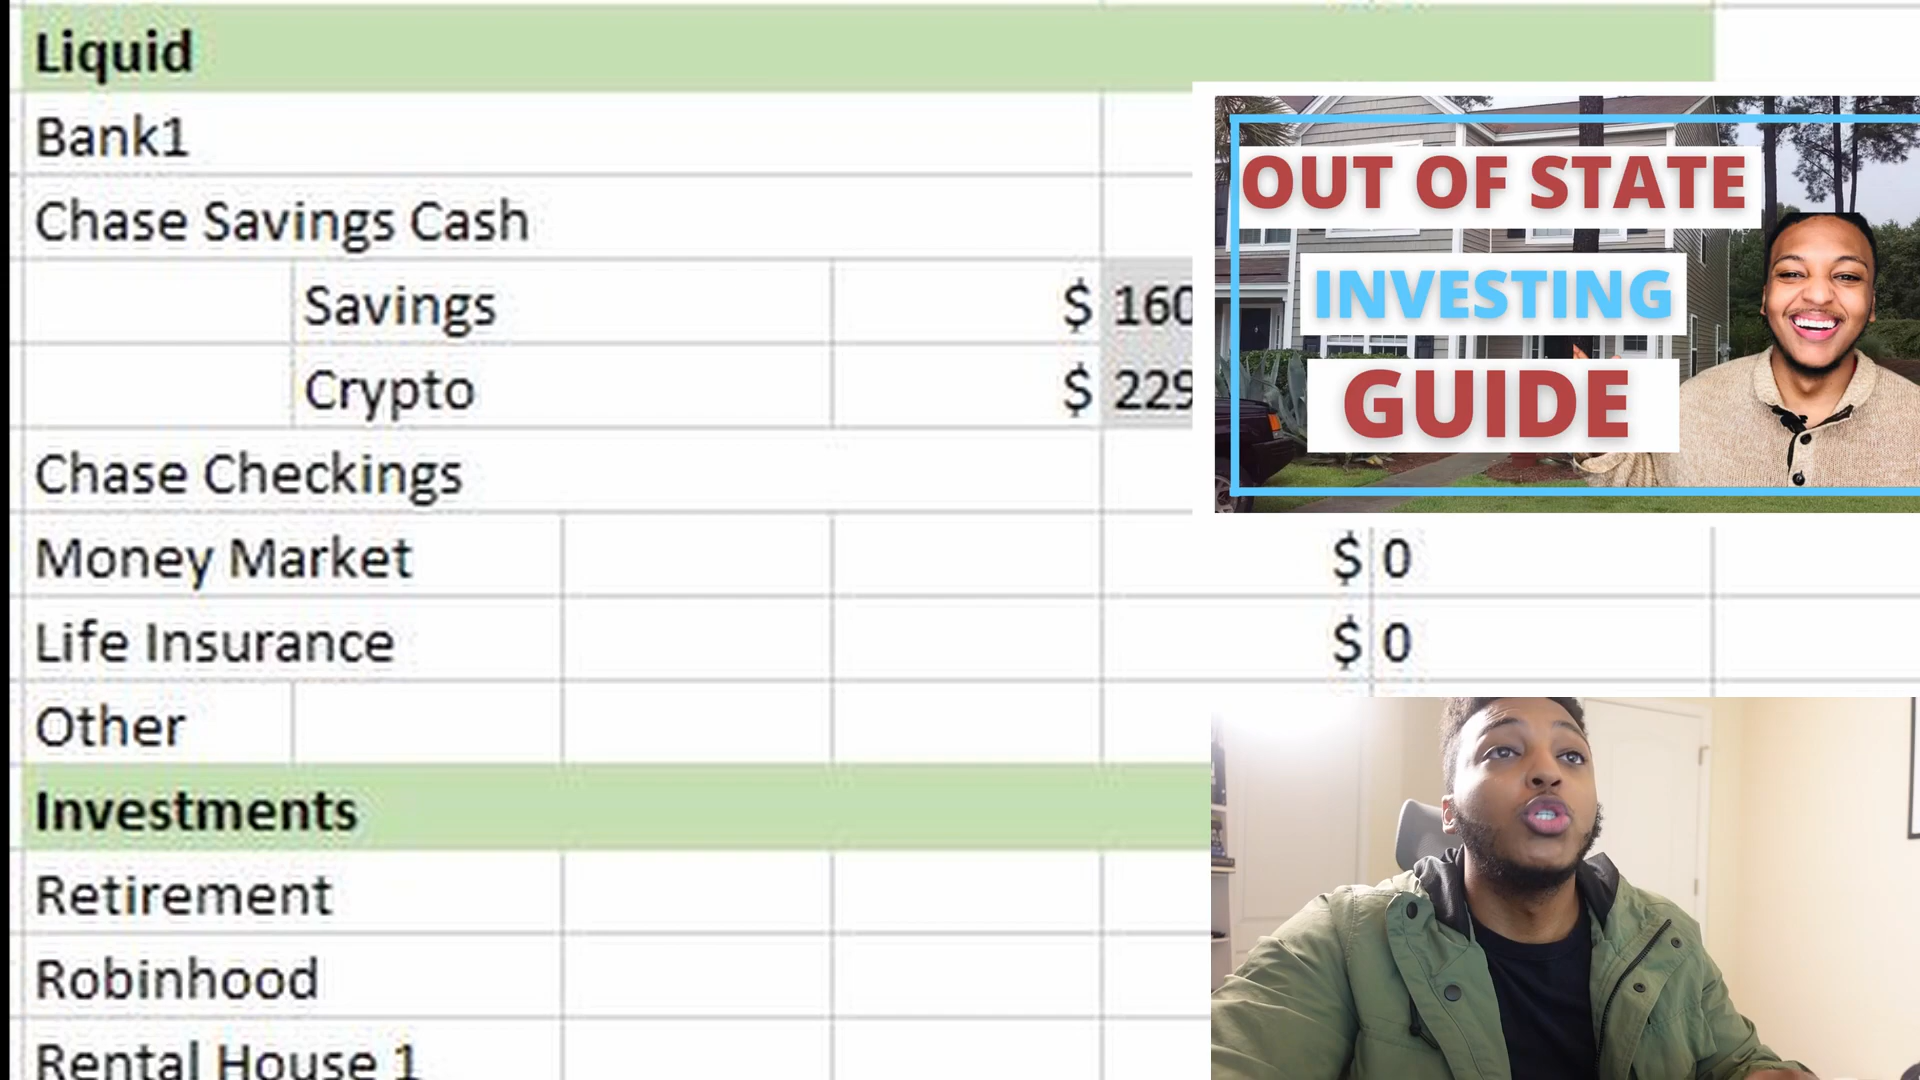 Liquid
Bank1
Chase Savings Cash
Savings $ 160
Crypto $ 229
Chase Checkings
Money Market $ 0
Life Insurance $ 0
Other
Investments
Retirement
Robinhood
Rental House 1
OUT OF STATE
INVESTING
GUIDE